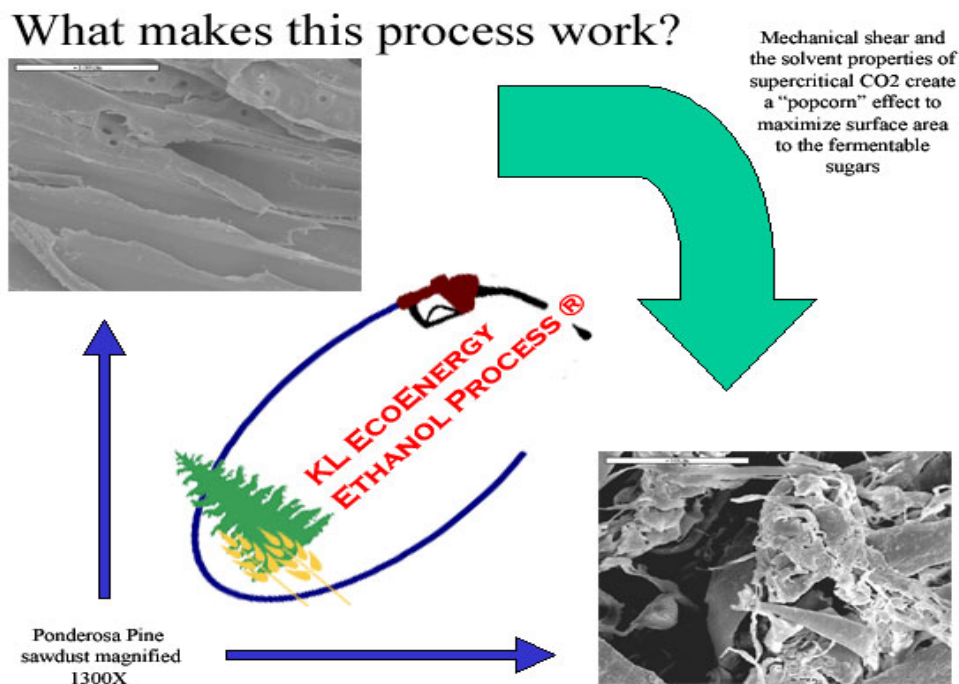 What makes this process work?
Mechanical shear and
the solvent properties of
supercritical CO2 create
a “popcorn” effect to
maximize surface area
to the fermentable
sugars
KL EcoEnergy
Ethanol Process ®
Ponderosa Pine
sawdust magnified
1300X